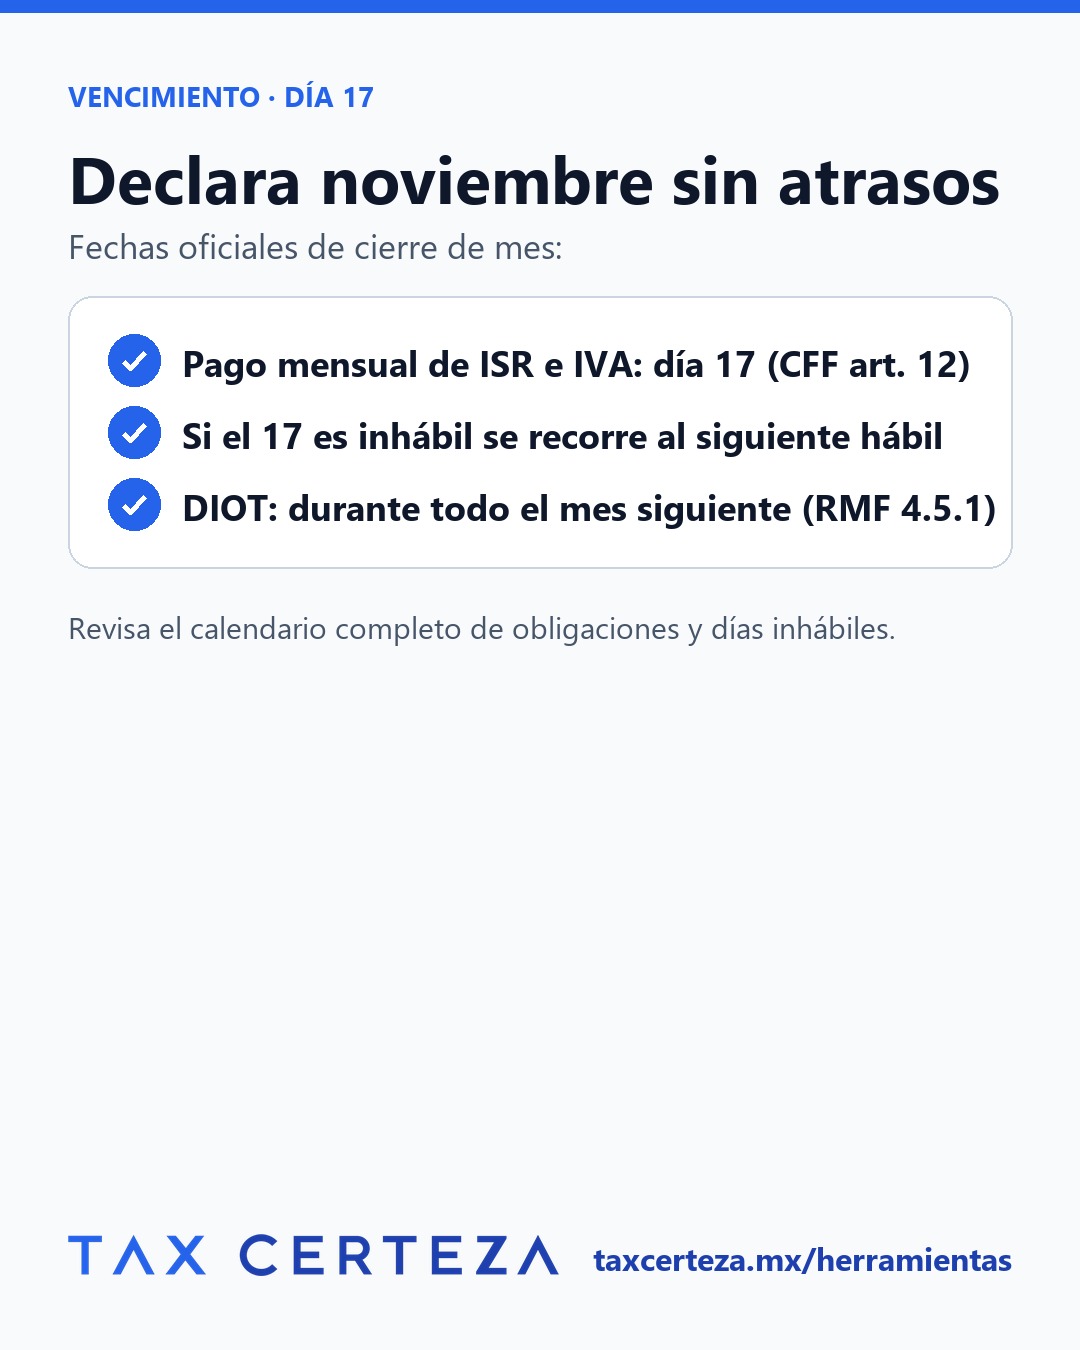 VENCIMIENTO · DÍA 17
Declara noviembre sin atrasos
Fechas oficiales de cierre de mes:
Pago mensual de ISR e IVA: día 17 (CFF art. 12)
Si el 17 es inhábil se recorre al siguiente hábil
DIOT: durante todo el mes siguiente (RMF 4.5.1)
Revisa el calendario completo de obligaciones y días inhábiles.
TAX CERTEZA
taxcerteza.mx/herramientas